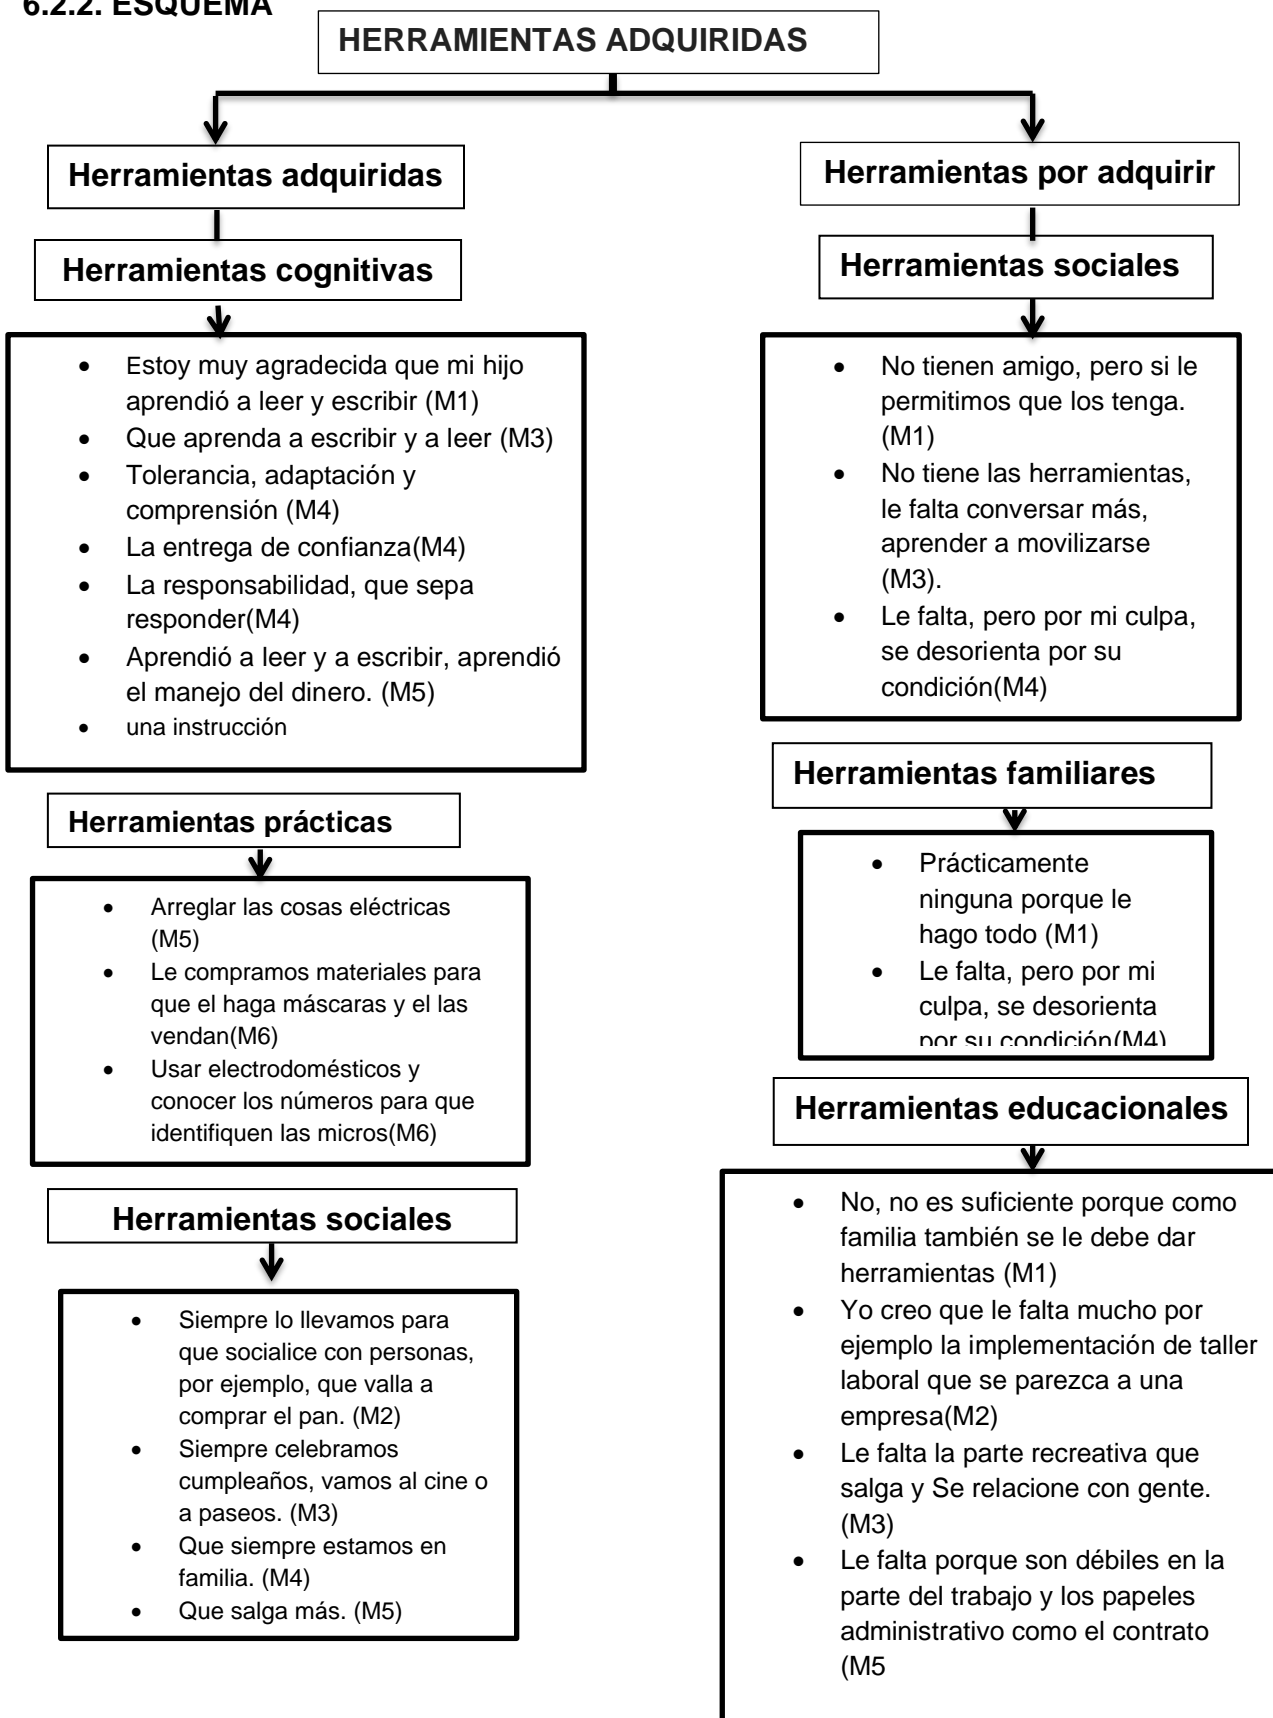 6.2.2. ESQUEMA
HERRAMIENTAS ADQUIRIDAS
Herramientas adquiridas
Herramientas cognitivas
• Estoy muy agradecida que mi hijo
aprendió a leer y escribir (M1)
• Que aprenda a escribir y a leer (M3)
• Tolerancia, adaptación y
comprensión (M4)
• La entrega de confianza(M4)
• La responsabilidad, que sepa
responder(M4)
• Aprendió a leer y a escribir, aprendió
el manejo del dinero. (M5)
• una instrucción
Herramientas prácticas
• Arreglar las cosas eléctricas
(M5)
• Le compramos materiales para
que el haga máscaras y el las
vendan(M6)
• Usar electrodomésticos y
conocer los números para que
identifiquen las micros(M6)
Herramientas sociales
• Siempre lo llevamos para
que socialice con personas,
por ejemplo, que valla a
comprar el pan. (M2)
• Siempre celebramos
cumpleaños, vamos al cine o
a paseos. (M3)
• Que siempre estamos en
familia. (M4)
• Que salga más. (M5)
Herramientas por adquirir
Herramientas sociales
• No tienen amigo, pero si le
permitimos que los tenga.
(M1)
• No tiene las herramientas,
le falta conversar más,
aprender a movilizarse
(M3).
• Le falta, pero por mi culpa,
se desorienta por su
condición(M4)
Herramientas familiares
• Prácticamente
ninguna porque le
hago todo (M1)
• Le falta, pero por mi
culpa, se desorienta
por su condición(M4)
Herramientas educacionales
• No, no es suficiente porque como
familia también se le debe dar
herramientas (M1)
• Yo creo que le falta mucho por
ejemplo la implementación de taller
laboral que se parezca a una
empresa(M2)
• Le falta la parte recreativa que
salga y Se relacione con gente.
(M3)
• Le falta porque son débiles en la
parte del trabajo y los papeles
administrativo como el contrato
(M5